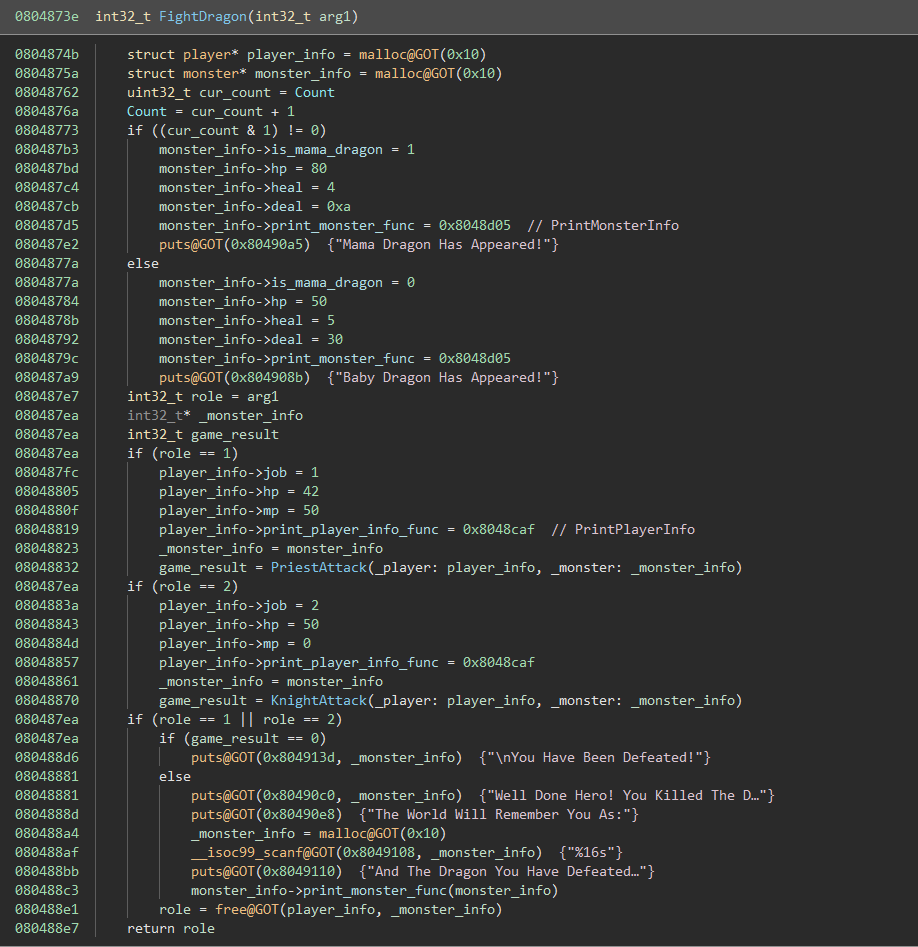 0804873e int32_t FightDragon(int32_t arg1)
0804874b struct player* player_info = malloc@GOT(0x10)
0804875a struct monster* monster_info = malloc@GOT(0x10)
08048762 uint32_t cur_count = Count
0804876a Count = cur_count + 1
08048773 if ((cur_count & 1) != 0)
080487b3 monster_info->is_mama_dragon = 1
080487bd monster_info->hp = 80
080487c4 monster_info->heal = 4
080487cb monster_info->deal = 0xa
080487d5 monster_info->print_monster_func = 0x8048d05 // PrintMonsterInfo
080487e2 puts@GOT(0x80490a5) {"Mama Dragon Has Appeared!"}
0804877a else
0804877a monster_info->is_mama_dragon = 0
08048784 monster_info->hp = 50
0804878b monster_info->heal = 5
08048792 monster_info->deal = 30
0804879c monster_info->print_monster_func = 0x8048d05
080487a9 puts@GOT(0x804908b) {"Baby Dragon Has Appeared!"}
080487e7 int32_t role = arg1
080487ea int32_t* _monster_info
080487ea int32_t game_result
080487ea if (role == 1)
080487fc player_info->job = 1
08048805 player_info->hp = 42
0804880f player_info->mp = 50
08048819 player_info->print_player_info_func = 0x8048caf // PrintPlayerInfo
08048823 _monster_info = monster_info
08048832 game_result = PriestAttack(_player: player_info, _monster: _monster_info)
080487ea if (role == 2)
0804883a player_info->job = 2
08048843 player_info->hp = 50
0804884d player_info->mp = 0
08048857 player_info->print_player_info_func = 0x8048caf
08048861 _monster_info = monster_info
08048870 game_result = KnightAttack(_player: player_info, _monster: _monster_info)
080487ea if (role == 1 || role == 2)
080487ea if (game_result == 0)
080488d6 puts@GOT(0x804913d, _monster_info) {"\nYou Have Been Defeated!"}
08048881 else
08048881 puts@GOT(0x80490c0, _monster_info) {"Well Done Hero! You Killed The D…"}
0804888d puts@GOT(0x80490e8) {"The World Will Remember You As:"}
080488a4 _monster_info = malloc@GOT(0x10)
080488af __isoc99_scanf@GOT(0x8049108, _monster_info) {"%16s"}
080488bb puts@GOT(0x8049110) {"And The Dragon You Have Defeated…"}
080488c3 monster_info->print_monster_func(monster_info)
080488e1 role = free@GOT(player_info, _monster_info)
080488e7 return role